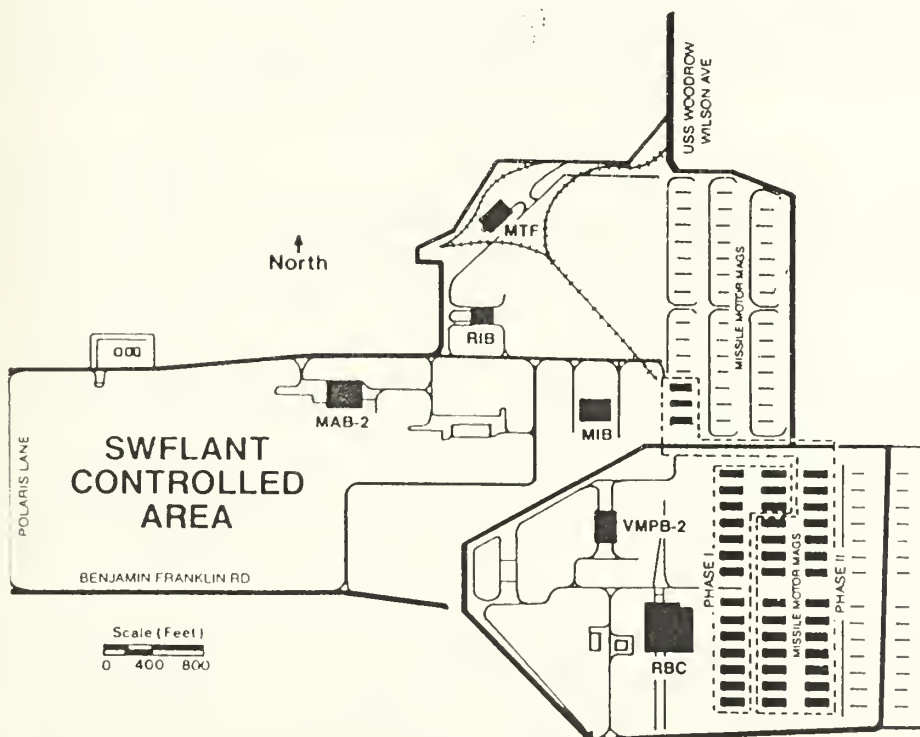 USS WOODROW
WILSON AVE
MTF
North
MISSILE MOTOR MAGS
RIB
MAB-2
MIB
SWFLANT
CONTROLLED
AREA
POLARIS LANE
VMPB-2
PHASE I
MISSILE MOTOR MAGS
PHASE II
BENJAMIN FRANKLIN RD
Scale (Feet)
0 400 800
RBC